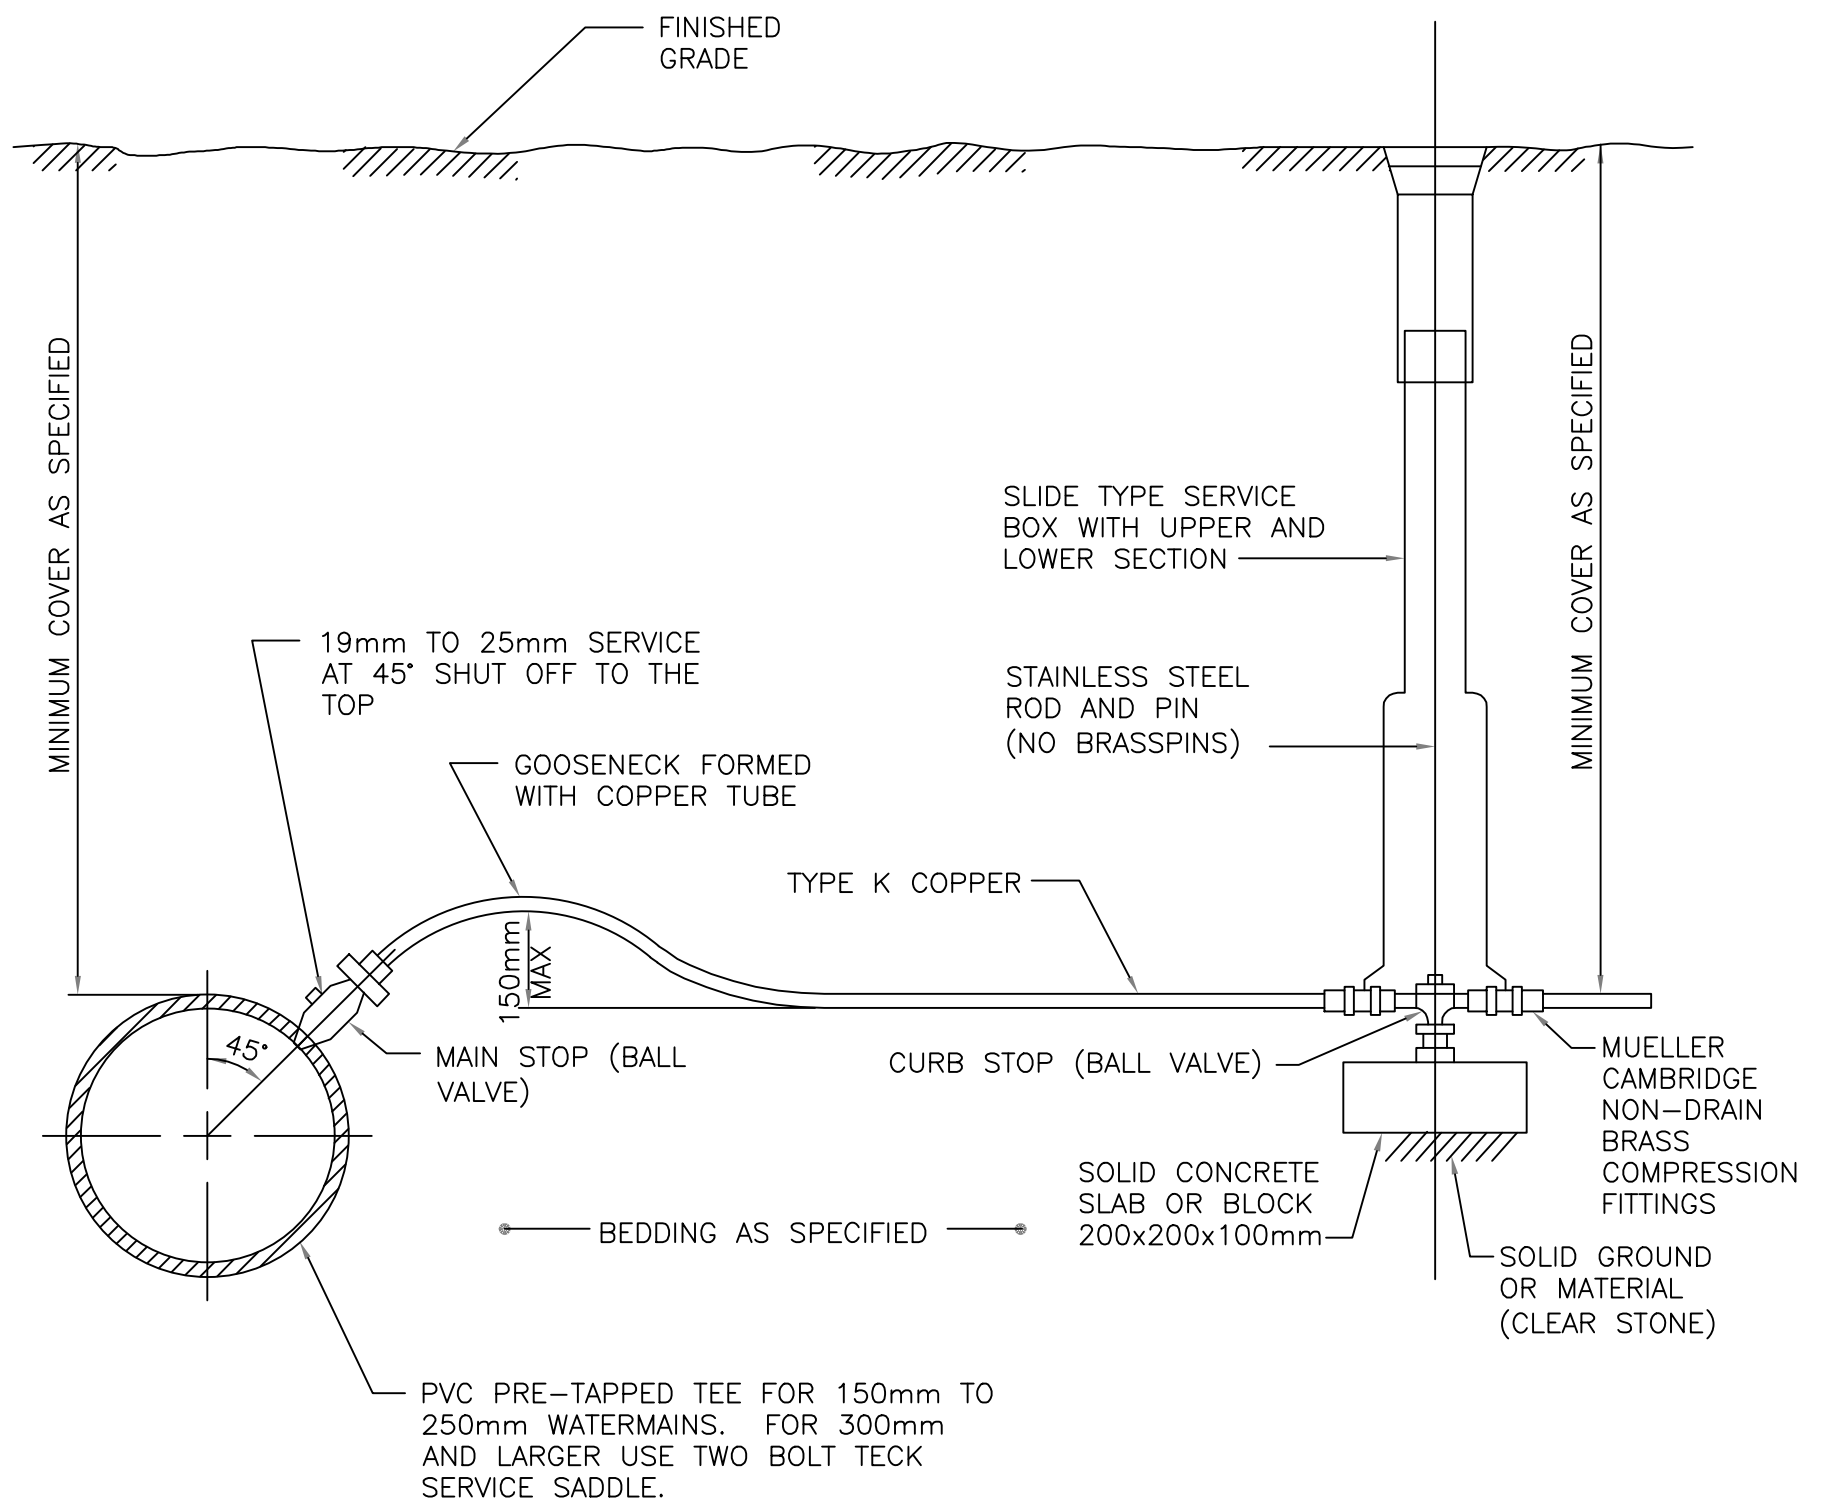 FINISHED
GRADE
MINIMUM COVER AS SPECIFIED
MINIMUM COVER AS SPECIFIED
SLIDE TYPE SERVICE
BOX WITH UPPER AND
LOWER SECTION
19mm TO 25mm SERVICE
AT 45° SHUT OFF TO THE
TOP
STAINLESS STEEL
ROD AND PIN
(NO BRASSPINS)
GOOSENECK FORMED
WITH COPPER TUBE
TYPE K COPPER
150mm
MAX
45°
MAIN STOP (BALL
VALVE)
CURB STOP (BALL VALVE)
MUELLER
CAMBRIDGE
NON-DRAIN
BRASS
COMPRESSION
FITTINGS
SOLID CONCRETE
SLAB OR BLOCK
200x200x100mm
BEDDING AS SPECIFIED
SOLID GROUND
OR MATERIAL
(CLEAR STONE)
PVC PRE-TAPPED TEE FOR 150mm TO
250mm WATERMAINS. FOR 300mm
AND LARGER USE TWO BOLT TECK
SERVICE SADDLE.